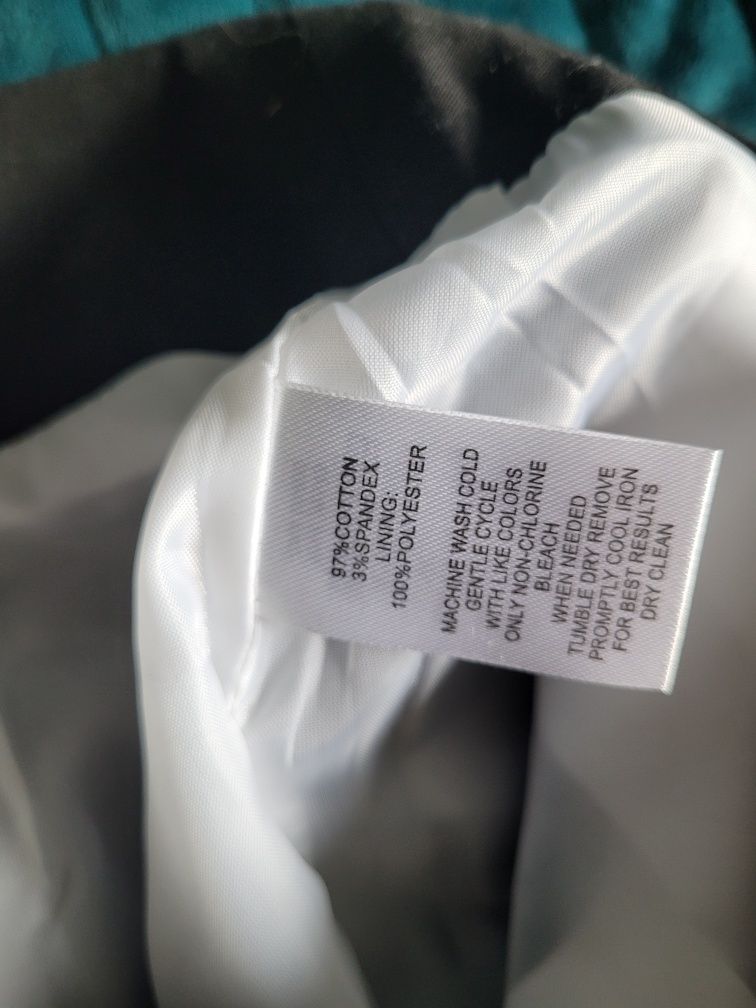 97%COTTON
3%SPANDEX
LINING:
100%POLYESTER
MACHINE WASH COLD
GENTLE CYCLE
WITH LIKE COLORS
ONLY NON-CHLORINE
BLEACH
WHEN NEEDED
TUMBLE DRY REMOVE
PROMPTLY COOL IRON
FOR BEST RESULTS
DRY CLEAN